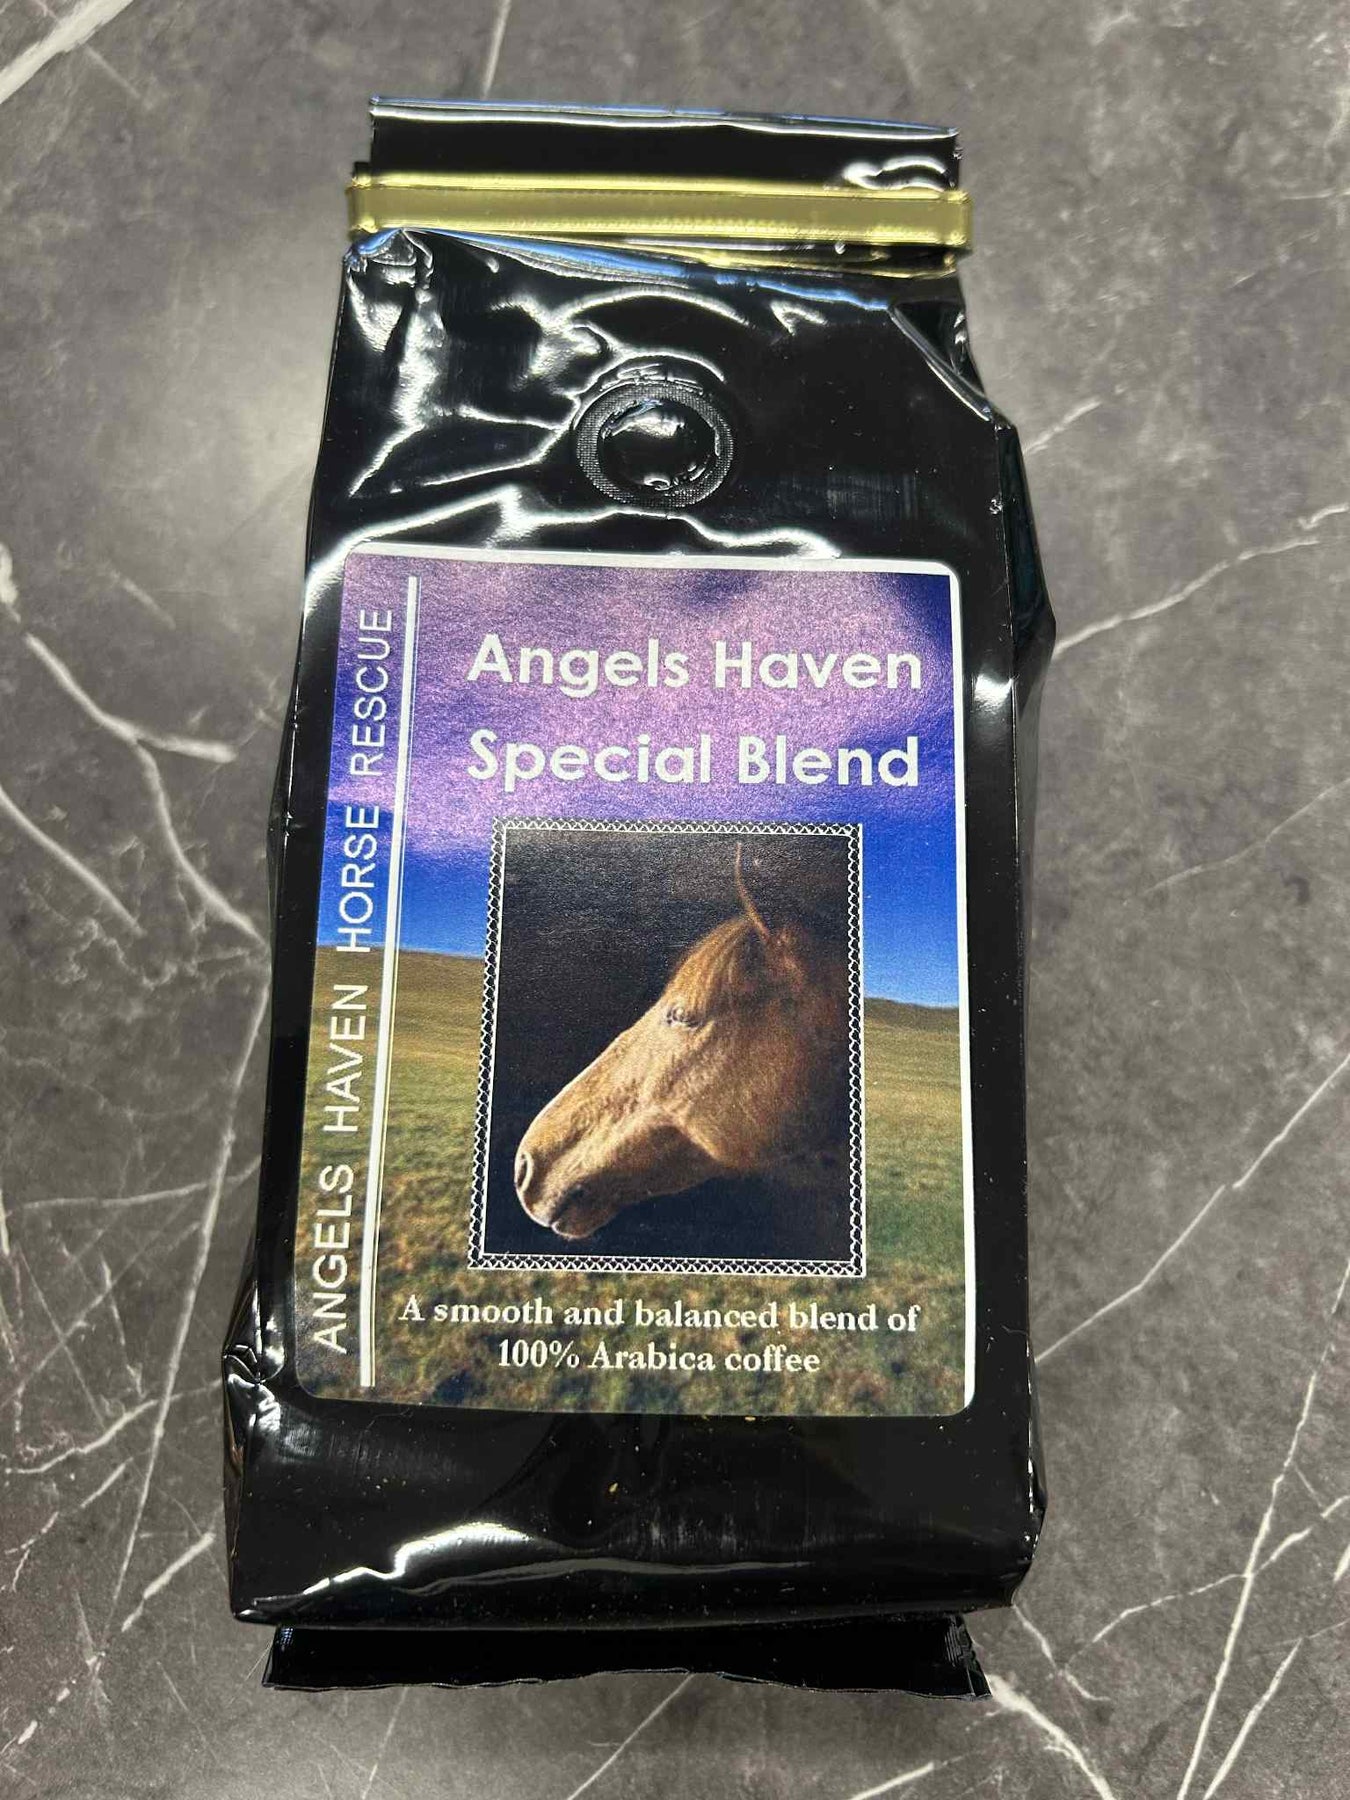 Angels Haven
Special Blend
ANGELS HAVEN HORSE RESCUE
A smooth and balanced blend of
100% Arabica coffee